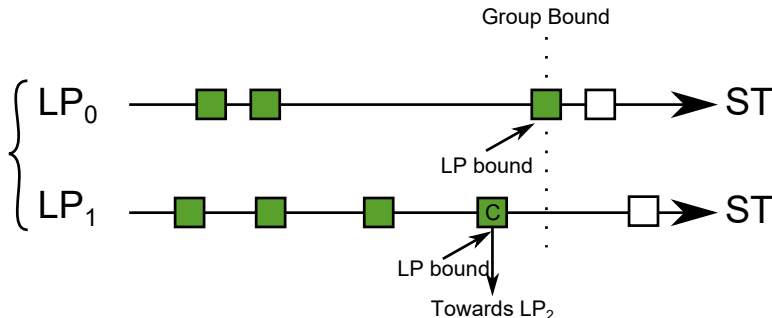 Group Bound
LP₀
ST
LP bound
LP₁
C
ST
LP bound
Towards LP₂